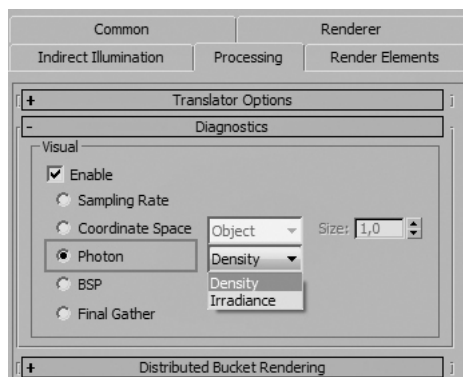 Common Renderer
Indirect Illumination Processing Render Elements
+ Translator Options
- Diagnostics
Visual
Enable
Sampling Rate
Coordinate Space Object Size: 1,0
Photon Density
Density
BSP
Irradiance
Final Gather
+ Distributed Bucket Rendering